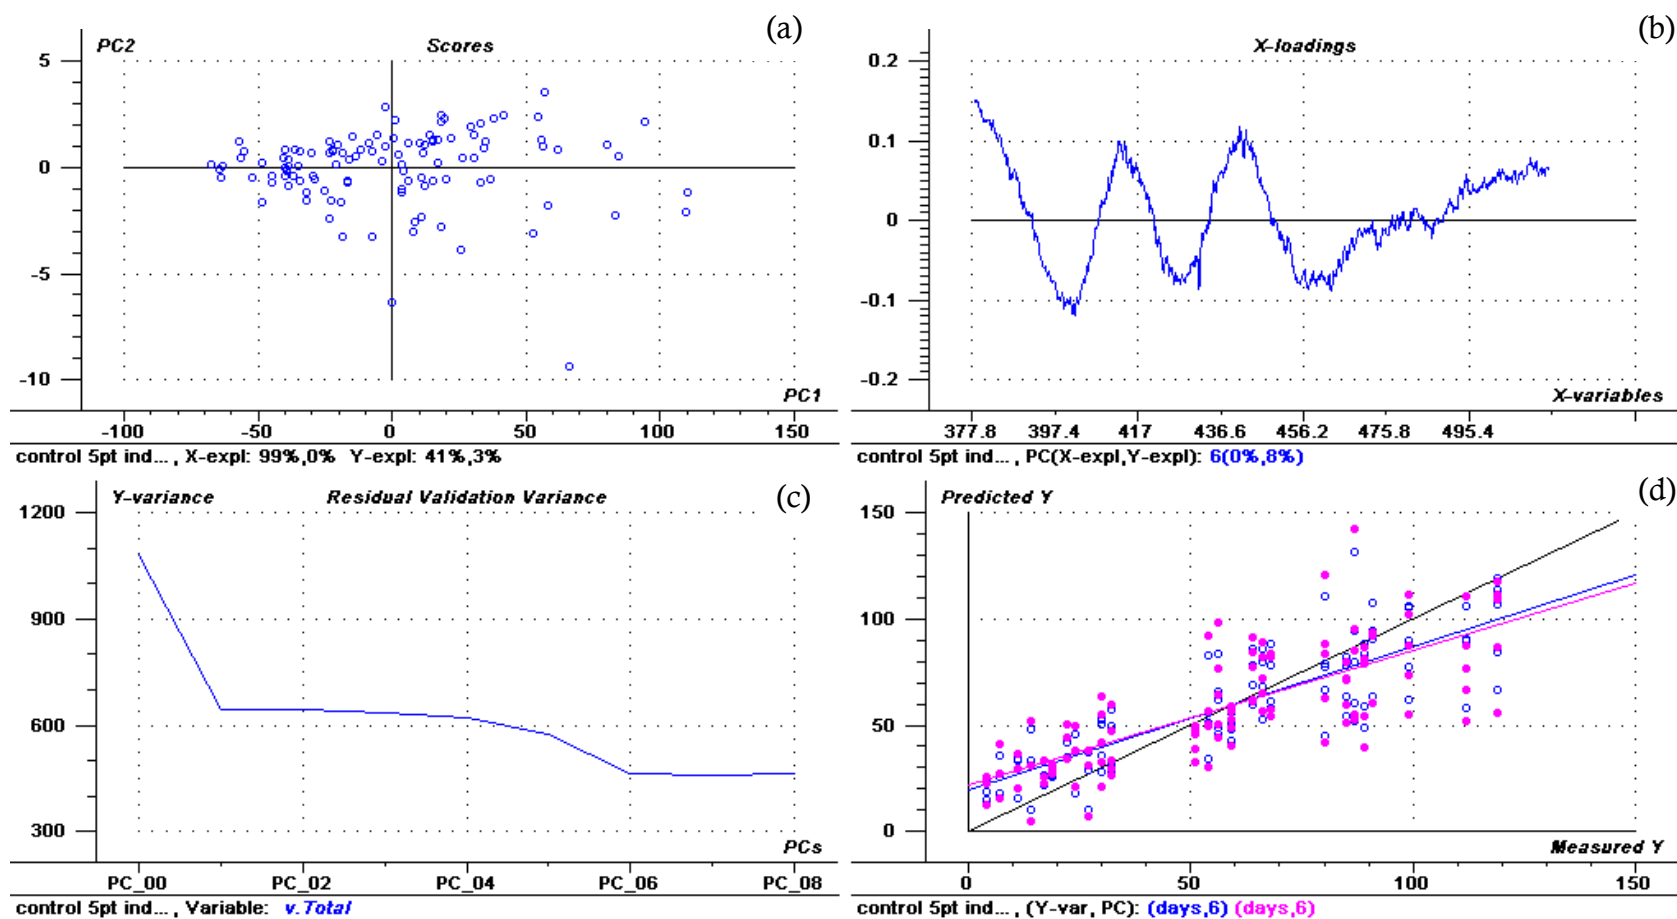 (a)
PC2
Scores
5
0
-5
-10
PC1
-100 -50 0 50 100 150
control 5pt ind... , X-expl: 99%,0% Y-expl: 41%,3%
(b)
X-loadings
0.2
0.1
0
-0.1
-0.2
X-variables
377.8 397.4 417 436.6 456.2 475.8 495.4
control 5pt ind... , PC(X-expl,Y-expl): 6(0%,8%)
(c)
Y-variance
Residual Validation Variance
1200
900
600
300
PCs
PC_00 PC_02 PC_04 PC_06 PC_08
control 5pt ind... , Variable: v.Total
(d)
Predicted Y
150
100
50
0
Measured Y
0 50 100 150
control 5pt ind... , (Y-var, PC): (days,6) (days,6)